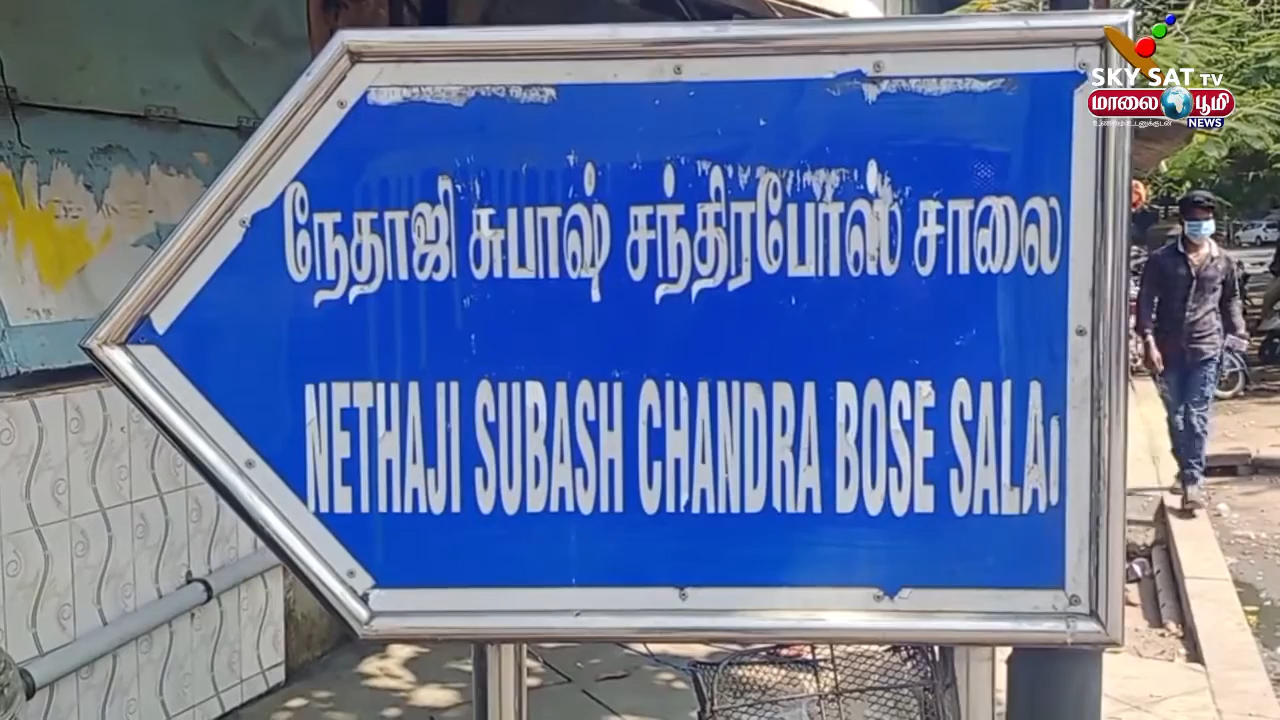 நேதாஜி சுபாஷ் சந்திரபோஸ் சாலை
NETHAJI SUBASH CHANDRA BOSE SALAI
SKY SAT TV
மாலை பூமி
NEWS